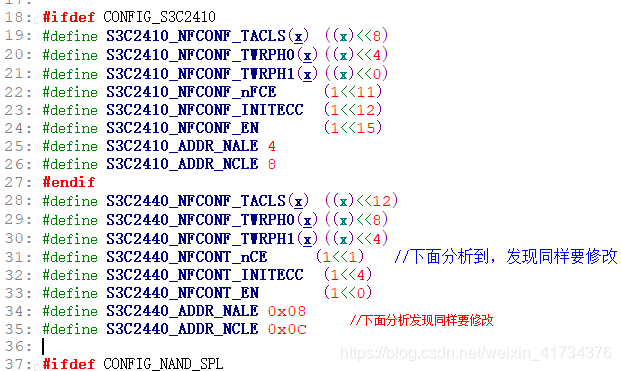 17:
18: #ifdef CONFIG_S3C2410
19: #define S3C2410_NFCONF_TACLS(x) ((x)<<8)
20: #define S3C2410_NFCONF_TWRPH0(x) ((x)<<4)
21: #define S3C2410_NFCONF_TWRPH1(x) ((x)<<0)
22: #define S3C2410_NFCONF_nFCE (1<<11)
23: #define S3C2410_NFCONF_INITECC (1<<12)
24: #define S3C2410_NFCONF_EN (1<<15)
25: #define S3C2410_ADDR_NALE 4
26: #define S3C2410_ADDR_NCLE 8
27: #endif
28: #define S3C2440_NFCONF_TACLS(x) ((x)<<12)
29: #define S3C2440_NFCONF_TWRPH0(x) ((x)<<8)
30: #define S3C2440_NFCONF_TWRPH1(x) ((x)<<4)
31: #define S3C2440_NFCONT_nCE (1<<1) //下面分析到，发现同样要修改
32: #define S3C2440_NFCONT_INITECC (1<<4)
33: #define S3C2440_NFCONT_EN (1<<0)
34: #define S3C2440_ADDR_NALE 0x08
35: #define S3C2440_ADDR_NCLE 0x0C //下面分析发现同样要修改
36:
37: #ifdef CONFIG_NAND_SPL
https://blog.csdn.net/weixin_41734376